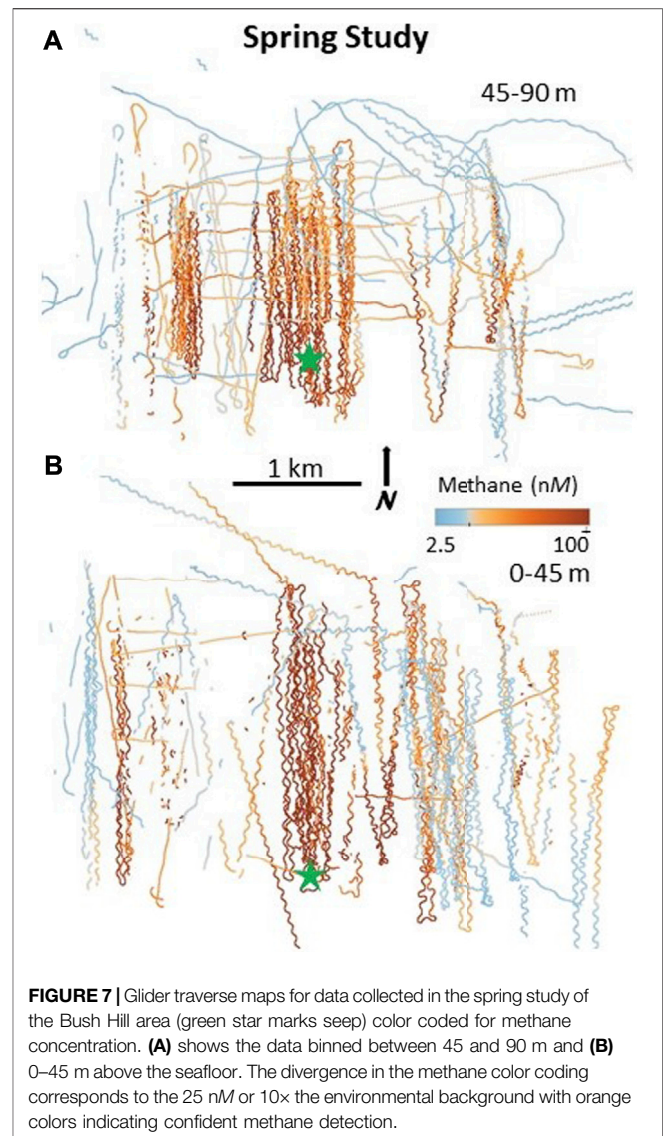 A
Spring Study
45-90 m
B
1 km
N
Methane (nM)
2.5
100
0-45 m
FIGURE 7 | Glider traverse maps for data collected in the spring study of
the Bush Hill area (green star marks seep) color coded for methane
concentration. (A) shows the data binned between 45 and 90 m and (B)
0–45 m above the seafloor. The divergence in the methane color coding
corresponds to the 25 nM or 10× the environmental background with orange
colors indicating confident methane detection.